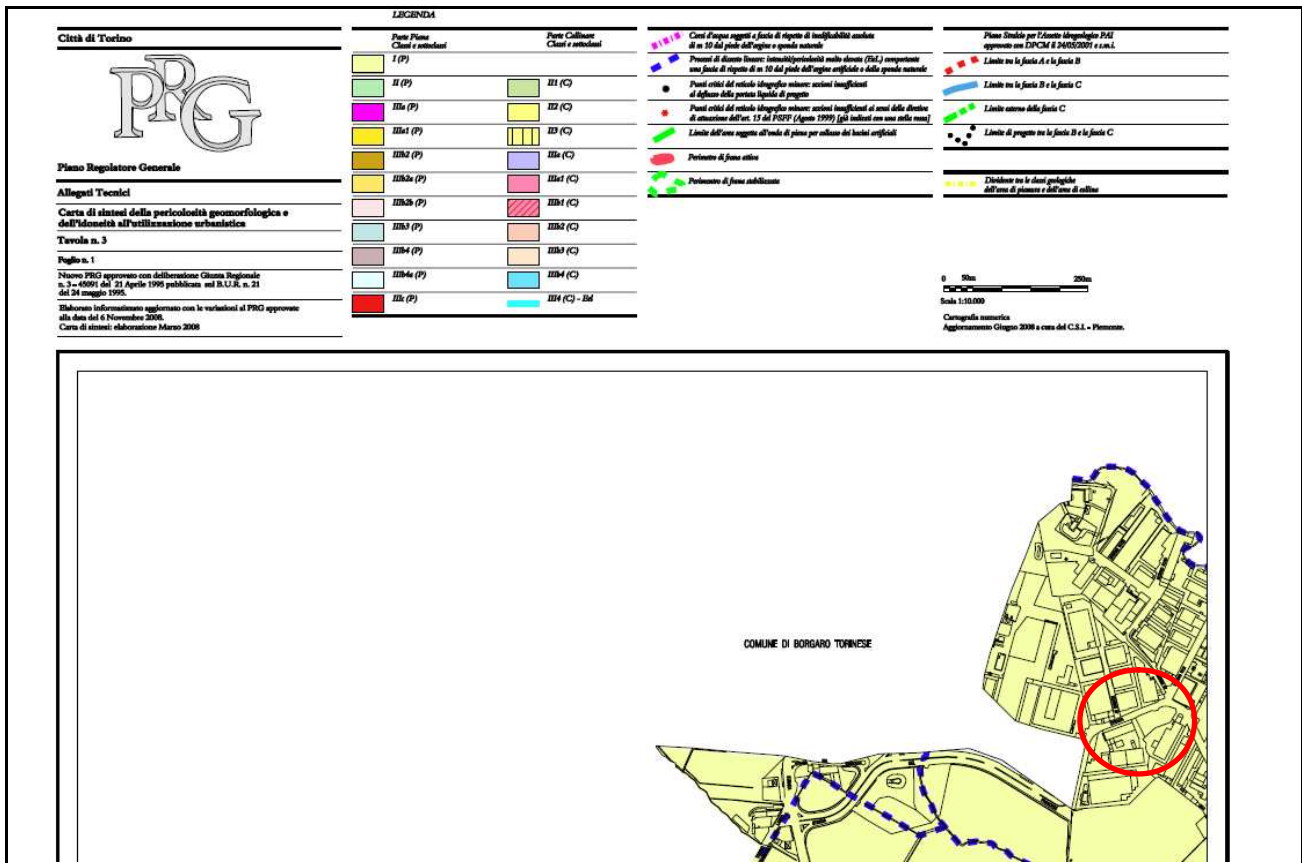 LEGENDA
Città di Torino
PRG
Piano Regolatore Generale
Allegati Tecnici
Carta di sintesi della pericolosità geomorfologica e
dell'idoneità all'utilizzazione urbanistica
Tavola n. 3
Foglio n. 1
Nuovo PRG approvato con deliberazione Giunta Regionale
n. 3 - 45091 del 21 Aprile 1995 pubblicata sul B.U.R. n. 21
del 24 maggio 1995.
Elaborato informatizzato aggiornato con le variazioni al PRG approvate
alla data del 6 Novembre 2008.
Carta di sintesi: elaborazione Marzo 2008
Parte Piana
Classi e sottoclassi
I (P)
II (P)
IIIa (P)
IIIa1 (P)
IIIb2 (P)
IIIb2a (P)
IIIb2b (P)
IIIb3 (P)
IIIb4 (P)
IIIb4a (P)
IIIc (P)
Parte Collinare
Classi e sottoclassi
II1 (C)
II2 (C)
II3 (C)
IIIa (C)
IIIa1 (C)
IIIb1 (C)
IIIb2 (C)
IIIb3 (C)
IIIb4 (C)
III4 (C) - Eel
Corsi d'acqua soggetti a fascia di rispetto di inedificabilità assoluta
di m 10 dal piede dell'argine o sponda naturale
Processi di dissesto lineare: intensità/pericolosità molto elevata (EeL) comportante
una fascia di rispetto di m 10 dal piede dell'argine artificiale o dalla sponda naturale
Punti critici del reticolo idrografico minore: sezioni insufficienti
al deflusso della portata liquida di progetto
Punti critici del reticolo idrografico minore: sezioni insufficienti ai sensi della direttiva
di attuazione dell'art. 15 del PSFF (Agosto 1999) [già indicati con una stella rossa]
Limite dell'area soggetta all'onda di piena per collasso dei bacini artificiali
Perimetro di frana attiva
Perimentro di frana stabilizzata
Piano Stralcio per l'Assetto idrogeologico PAI
approvato con DPCM il 24/05/2001 e s.m.i.
Limite tra la fascia A e la fascia B
Limite tra la fascia B e la fascia C
Limite esterno della fascia C
Limite di progetto tra la fascia B e la fascia C
Dividente tra le classi geologiche
dell'area di pianura e dell'area di collina
0 50m 250m
Scala 1:10.000
Cartografia numerica
Aggiornamento Giugno 2008 a cura del C.S.I. - Piemonte.
COMUNE DI BORGARO TORINESE